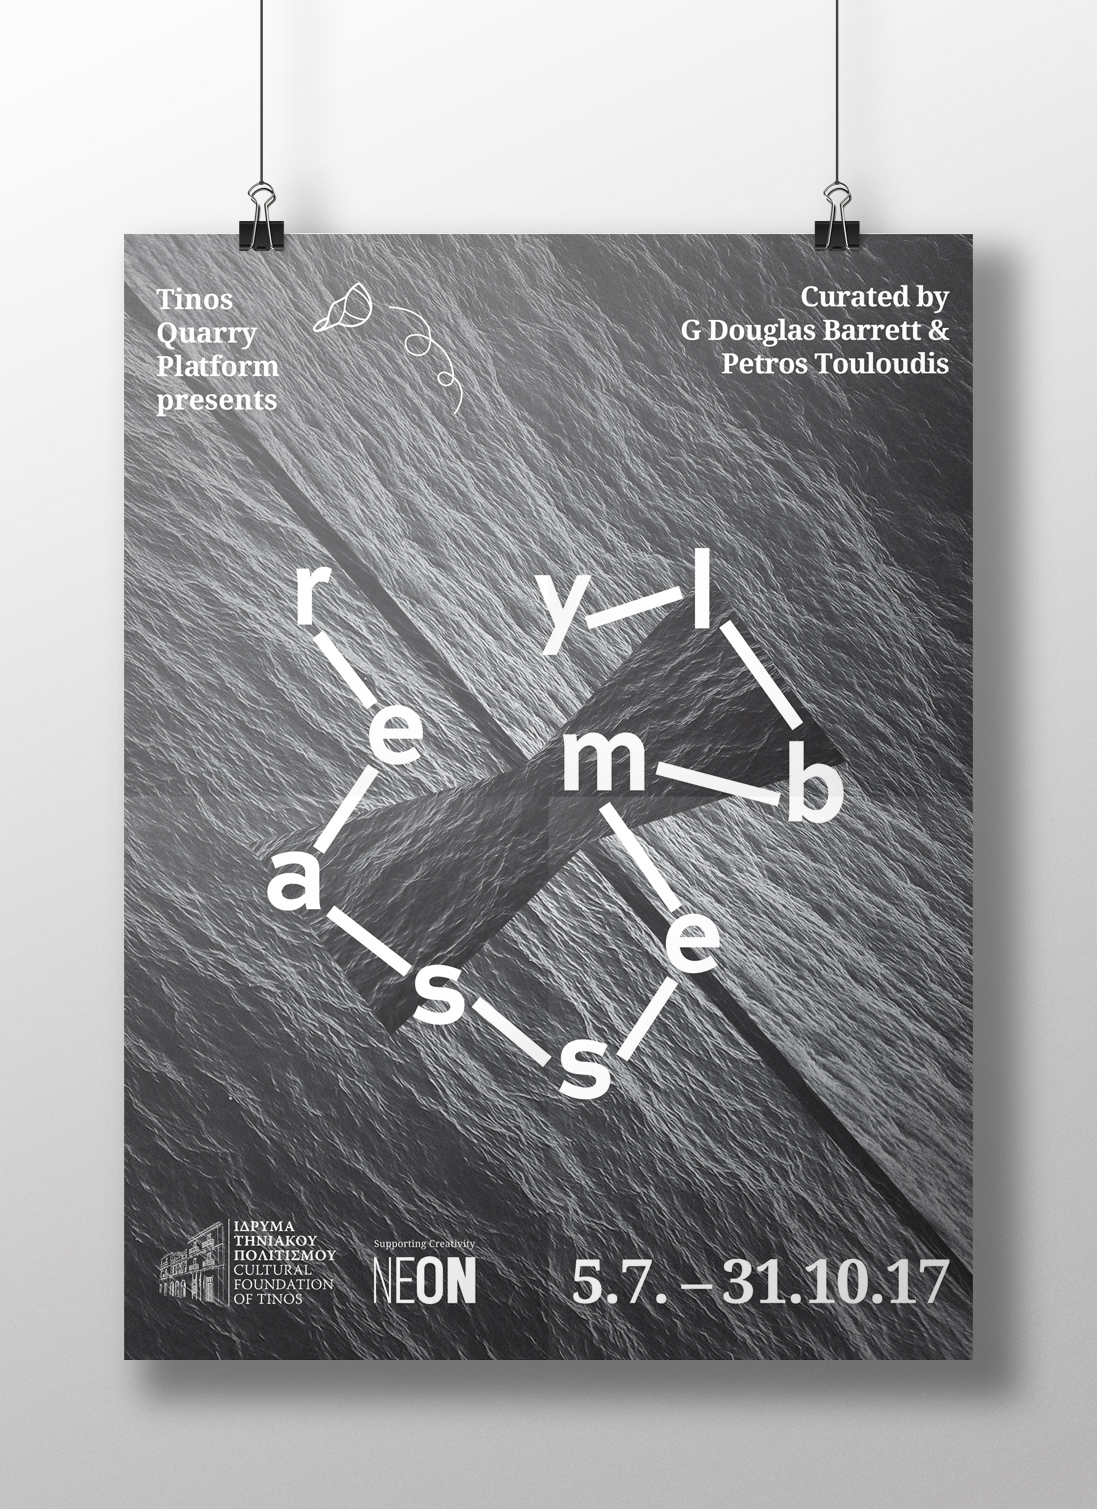 Tinos
Quarry
Platform
presents
Curated by
G Douglas Barrett &
Petros Touloudis
r
e
a
s
s
e
m
b
l
y
ΙΔΡΥΜΑ
ΤΗΝΙΑΚΟΥ
ΠΟΛΙΤΙΣΜΟΥ
CULTURAL
FOUNDATION
OF TINOS
Supporting Creativity
NEON
5.7. – 31.10.17